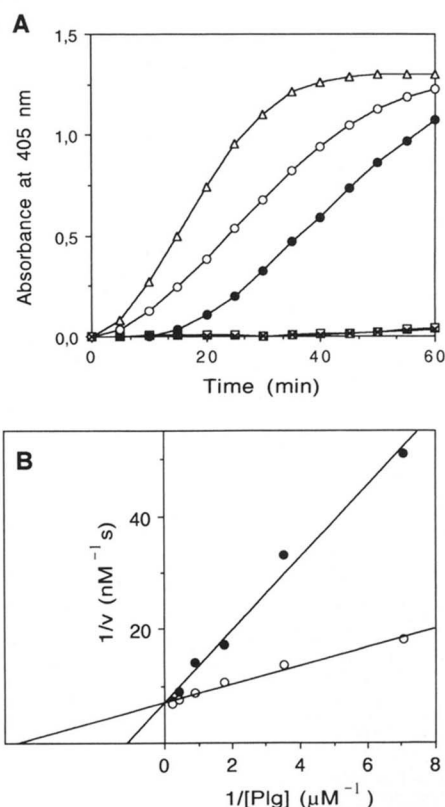 A
1,5
1,0
0,5
0,0
Absorbance at 405 nm
0 20 40 60
Time (min)
B
40
20
1/v (nM⁻¹s)
0 2 4 6 8
1/[Plg] (μM⁻¹)